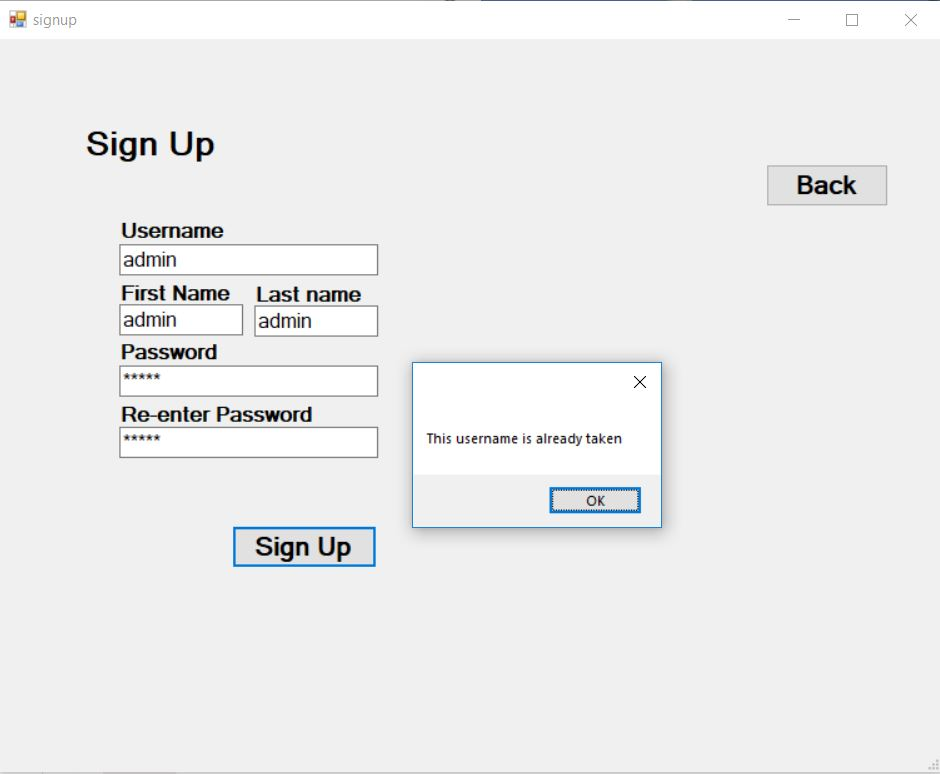 signup
Sign Up
Back
Username
admin
First Name Last name
admin admin
Password
*****
Re-enter Password
*****
This username is already taken
OK
Sign Up